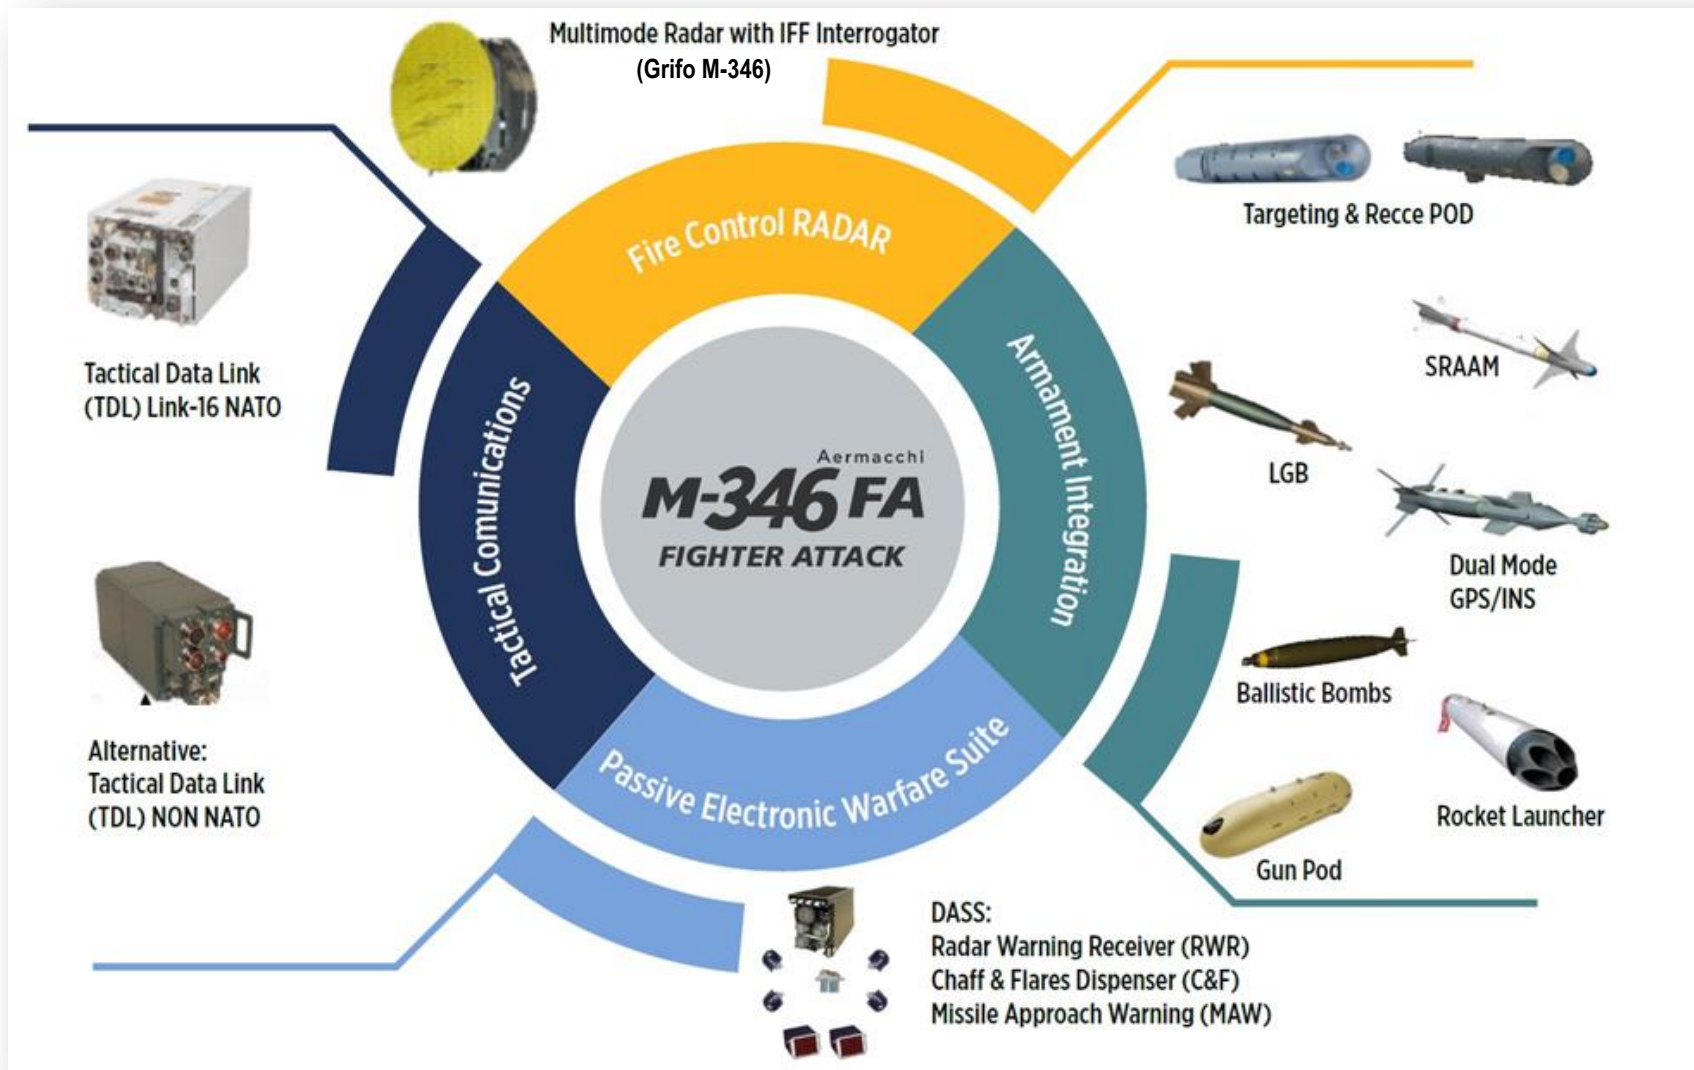 Multimode Radar with IFF Interrogator
(Grifo M-346)
Fire Control RADAR
Targeting & Recce POD
SRAAM
LGB
Dual Mode
GPS/INS
Ballistic Bombs
Rocket Launcher
Gun Pod
Armament Integration
Tactical Data Link
(TDL) Link-16 NATO
Alternative:
Tactical Data Link
(TDL) NON NATO
Tactical Comunications
Aermacchi
M-346 FA
FIGHTER ATTACK
Passive Electronic Warfare Suite
DASS:
Radar Warning Receiver (RWR)
Chaff & Flares Dispenser (C&F)
Missile Approach Warning (MAW)